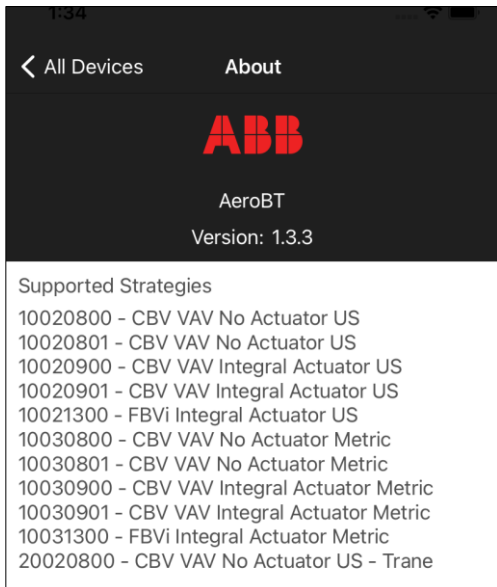 1:34
All Devices
About
ABB
AeroBT
Version: 1.3.3
Supported Strategies
10020800 - CBV VAV No Actuator US
10020801 - CBV VAV No Actuator US
10020900 - CBV VAV Integral Actuator US
10020901 - CBV VAV Integral Actuator US
10021300 - FBVi Integral Actuator US
10030800 - CBV VAV No Actuator Metric
10030801 - CBV VAV No Actuator Metric
10030900 - CBV VAV Integral Actuator Metric
10030901 - CBV VAV Integral Actuator Metric
10031300 - FBVi Integral Actuator Metric
20020800 - CBV VAV No Actuator US - Trane